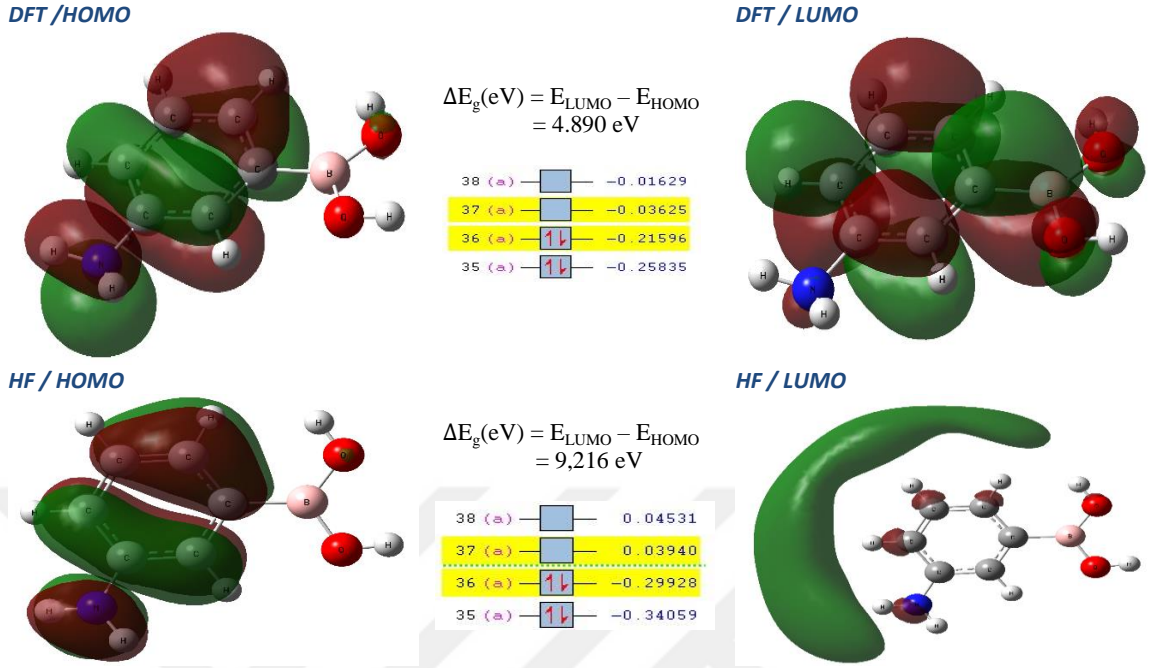 DFT /HOMO
DFT / LUMO
ΔEg(eV) = ELUMO – EHOMO
= 4.890 eV
38 (a) -0.01629
37 (a) -0.03625
36 (a) -0.21596
35 (a) -0.25835
HF / HOMO
HF / LUMO
ΔEg(eV) = ELUMO – EHOMO
= 9,216 eV
38 (a) 0.04531
37 (a) 0.03940
36 (a) -0.29928
35 (a) -0.34059